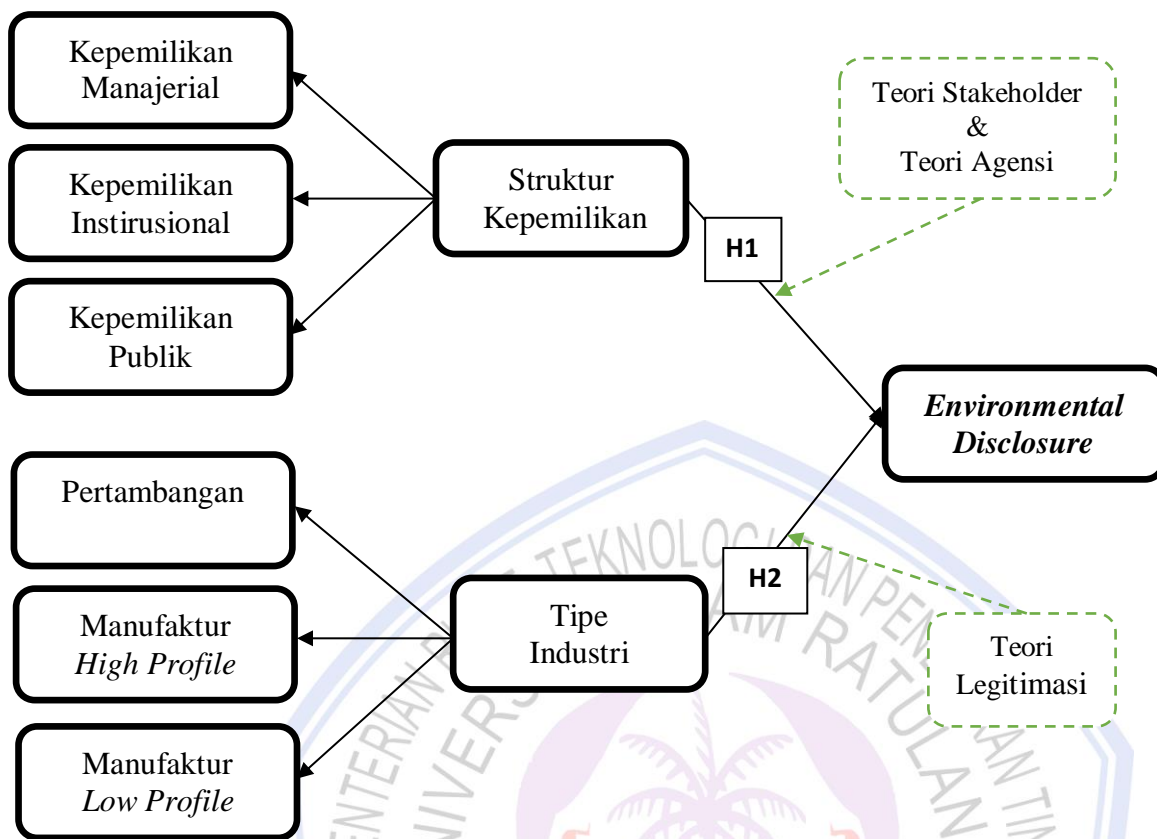 Kepemilikan
Manajerial
Kepemilikan
Instirusional
Kepemilikan
Publik
Struktur
Kepemilikan
Teori Stakeholder
&
Teori Agensi
H1
Environmental
Disclosure
Pertambangan
Manufaktur
High Profile
Manufaktur
Low Profile
Tipe
Industri
H2
Teori
Legitimasi